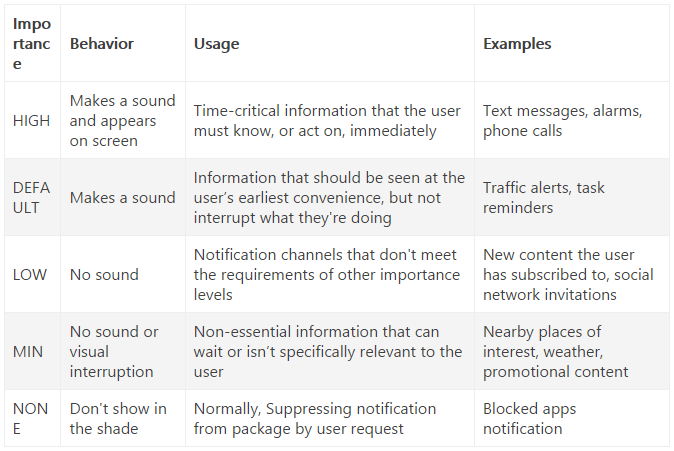 Impo
rtanc
e
Behavior
Usage
Examples
HIGH
Makes a sound
and appears
on screen
Time-critical information that the user
must know, or act on, immediately
Text messages, alarms,
phone calls
DEFA
ULT
Makes a sound
Information that should be seen at the
user’s earliest convenience, but not
interrupt what they're doing
Traffic alerts, task
reminders
LOW
No sound
Notification channels that don't meet
the requirements of other importance
levels
New content the user
has subscribed to, social
network invitations
MIN
No sound or
visual
interruption
Non-essential information that can
wait or isn’t specifically relevant to the
user
Nearby places of
interest, weather,
promotional content
NON
E
Don't show in
the shade
Normally, Suppressing notification
from package by user request
Blocked apps
notification